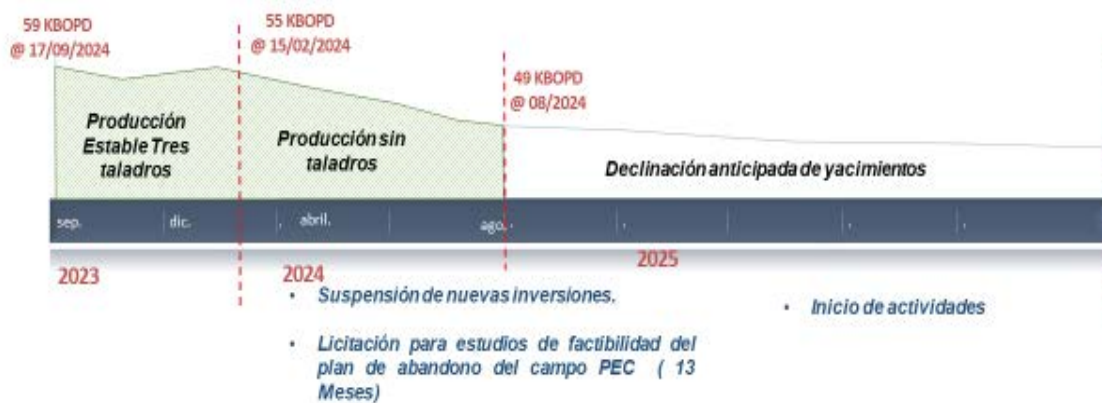 59 KBOPD
@ 17/09/2024
55 KBOPD
@ 15/02/2024
49 KBOPD
@ 08/2024
Producción
Estable Tres
taladros
Producción sin
taladros
Declinación anticipada de yacimientos
sep.
dic.
abril.
ago.
2023
2024
2025
• Suspensión de nuevas inversiones.
• Licitación para estudios de factibilidad del
plan de abandono del campo PEC ( 13
Meses)
• Inicio de actividades